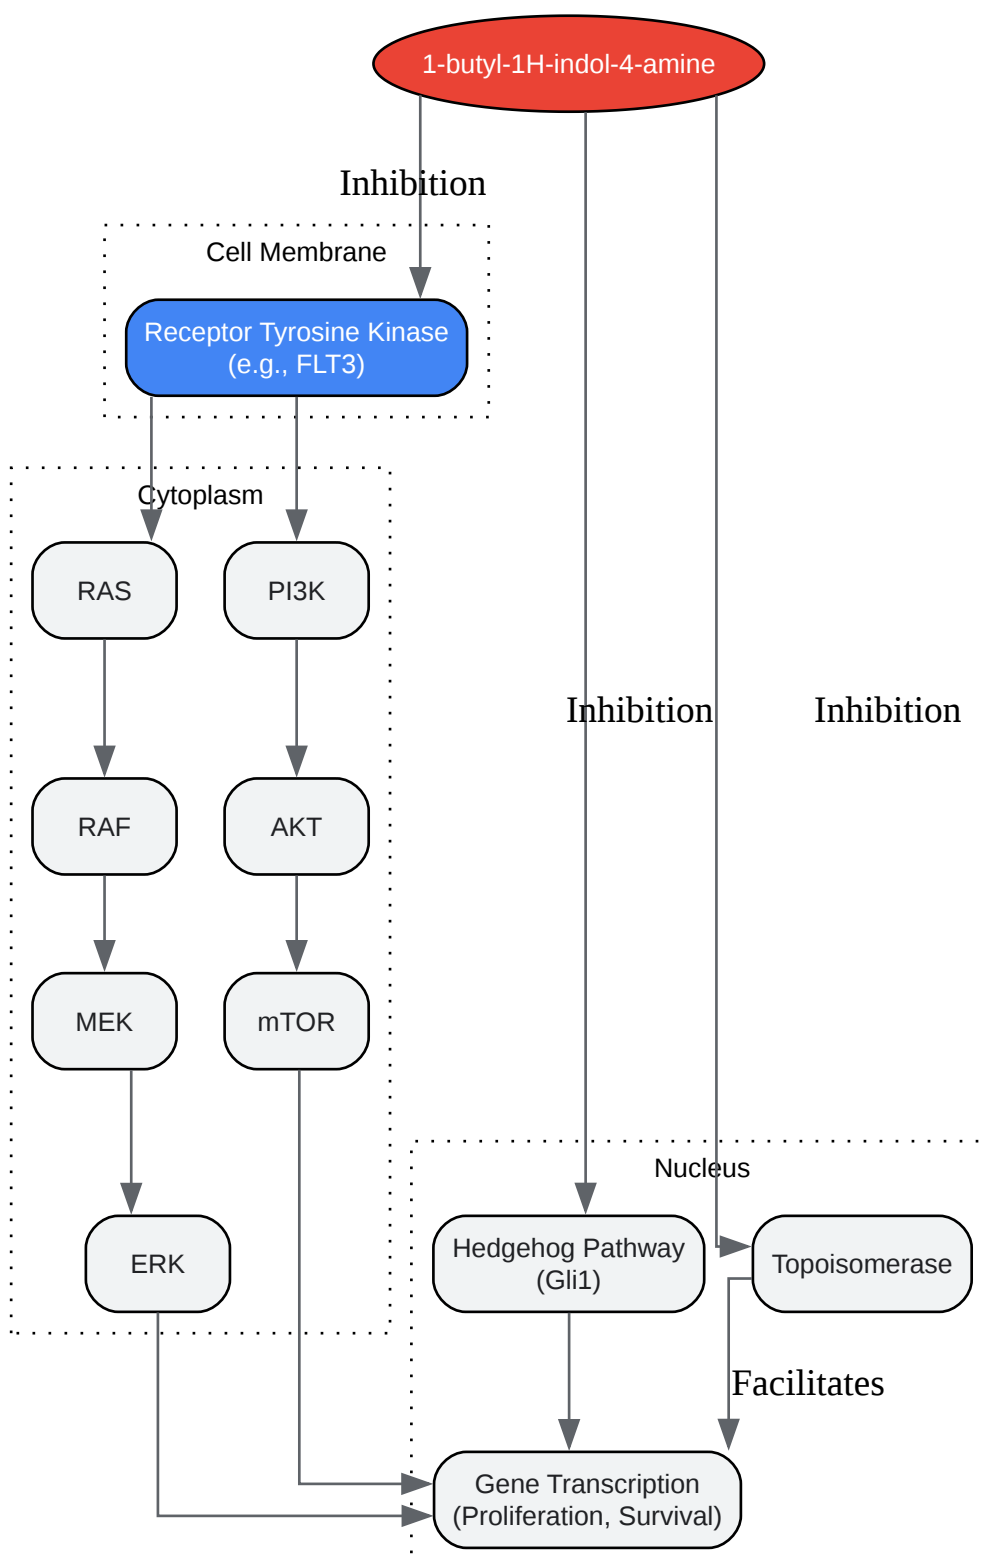 1-butyl-1H-indol-4-amine
Inhibition
Cell Membrane
Receptor Tyrosine Kinase
(e.g., FLT3)
Cytoplasm
RAS
PI3K
Inhibition
Inhibition
RAF
AKT
MEK
mTOR
Nucleus
ERK
Hedgehog Pathway
(Gli1)
Topoisomerase
Facilitates
Gene Transcription
(Proliferation, Survival)